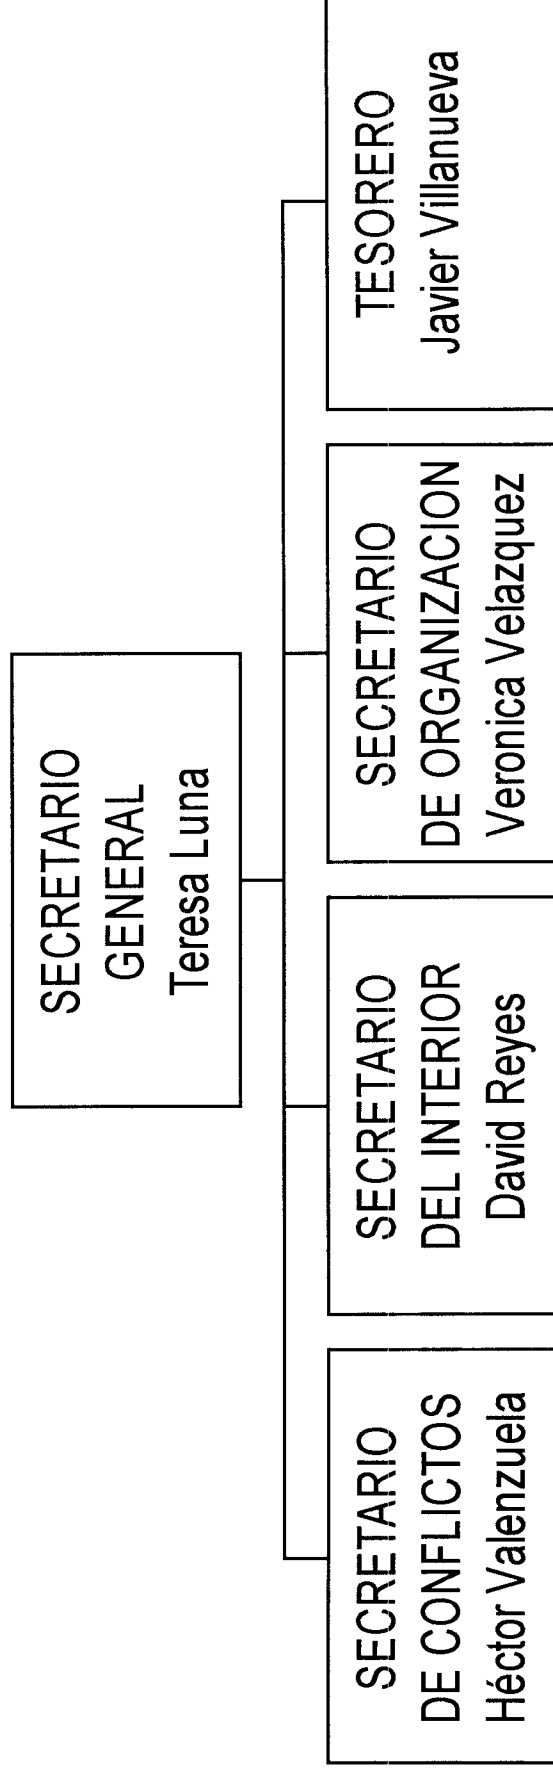 SECRETARIO
GENERAL
Teresa Luna
SECRETARIO
DE CONFLICTOS
Héctor Valenzuela
SECRETARIO
DEL INTERIOR
David Reyes
SECRETARIO
DE ORGANIZACION
Veronica Velazquez
TESORERO
Javier Villanueva